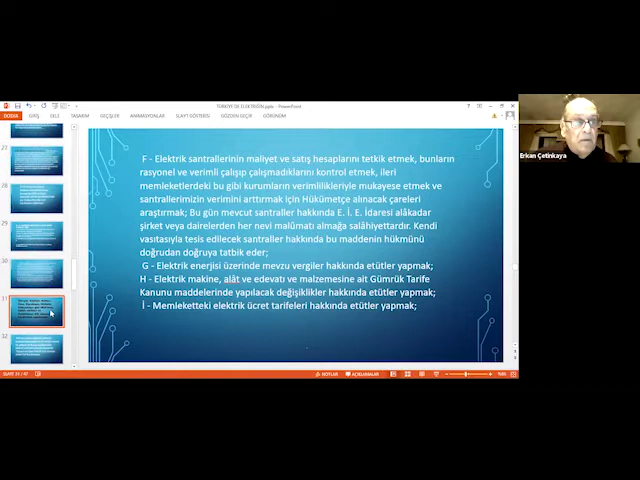 TÜRKİYE DE ELEKTRİĞİN.pptx - PowerPoint
DOSYA GİRİŞ EKLE TASARIM GEÇİŞLER ANİMASYONLAR SLAYT GÖSTERİSİ GÖZDEN GEÇİR GÖRÜNÜM
27
28
29
30
31
32
F - Elektrik santrallerinin maliyet ve satış hesaplarını tetkik etmek, bunların
rasyonel ve verimli çalışıp çalışmadıklarını kontrol etmek, ileri
memleketlerdeki bu gibi kurumların verimlilikleriyle mukayese etmek ve
santrallerimizin verimini arttırmak için Hükümetçe alınacak çareleri
araştırmak; Bu gün mevcut santraller hakkında E. İ. E. İdaresi alâkadar
şirket veya dairelerden her nevi malûmatı almağa salâhiyettardır. Kendi
vasıtasıyla tesis edilecek santraller hakkında bu maddenin hükmünü
doğrudan doğruya tatbik eder;
G - Elektrik enerjisi üzerinde mevzu vergiler hakkında etütler yapmak;
H - Elektrik makine, alât ve edevatı ve malzemesine ait Gümrük Tarife
Kanunu maddelerinde yapılacak değişiklikler hakkında etütler yapmak;
İ - Memleketteki elektrik ücret tarifeleri hakkında etütler yapmak;
Erkan Çetinkaya
NOTLAR AÇIKLAMALAR